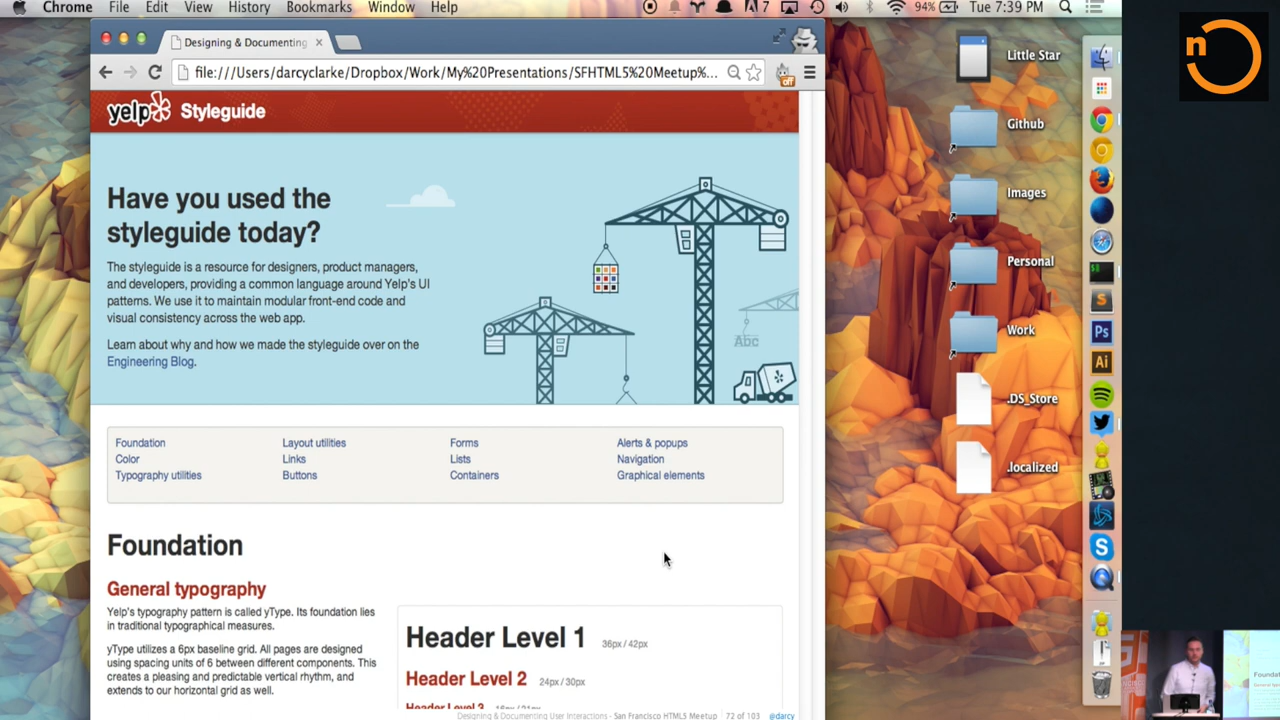 Chrome File Edit View History Bookmarks Window Help
7 94% Tue 7:39 PM
Designing & Documenting
file:///Users/darcyclarke/Dropbox/Work/My%20Presentations/SFHTML5%20Meetup%...
off
yelp Styleguide
Have you used the
styleguide today?
The styleguide is a resource for designers, product managers,
and developers, providing a common language around Yelp's UI
patterns. We use it to maintain modular front-end code and
visual consistency across the web app.
Learn about why and how we made the styleguide over on the
Engineering Blog.
Abc
Foundation Layout utilities Forms Alerts & popups
Color Links Lists Navigation
Typography utilities Buttons Containers Graphical elements
Foundation
General typography
Yelp's typography pattern is called yType. Its foundation lies
in traditional typographical measures.
yType utilizes a 6px baseline grid. All pages are designed
using spacing units of 6 between different components. This
creates a pleasing and predictable vertical rhythm, and
extends to our horizontal grid as well.
Header Level 1 36px / 42px
Header Level 2 24px / 30px
Header Level 3
Designing & Documenting User Interactions - San Francisco HTML5 Meetup 72 of 103 @darcy
Little Star
Github
Images
Personal
Work
.DS_Store
.localized
S
Ps
Ai
S
n